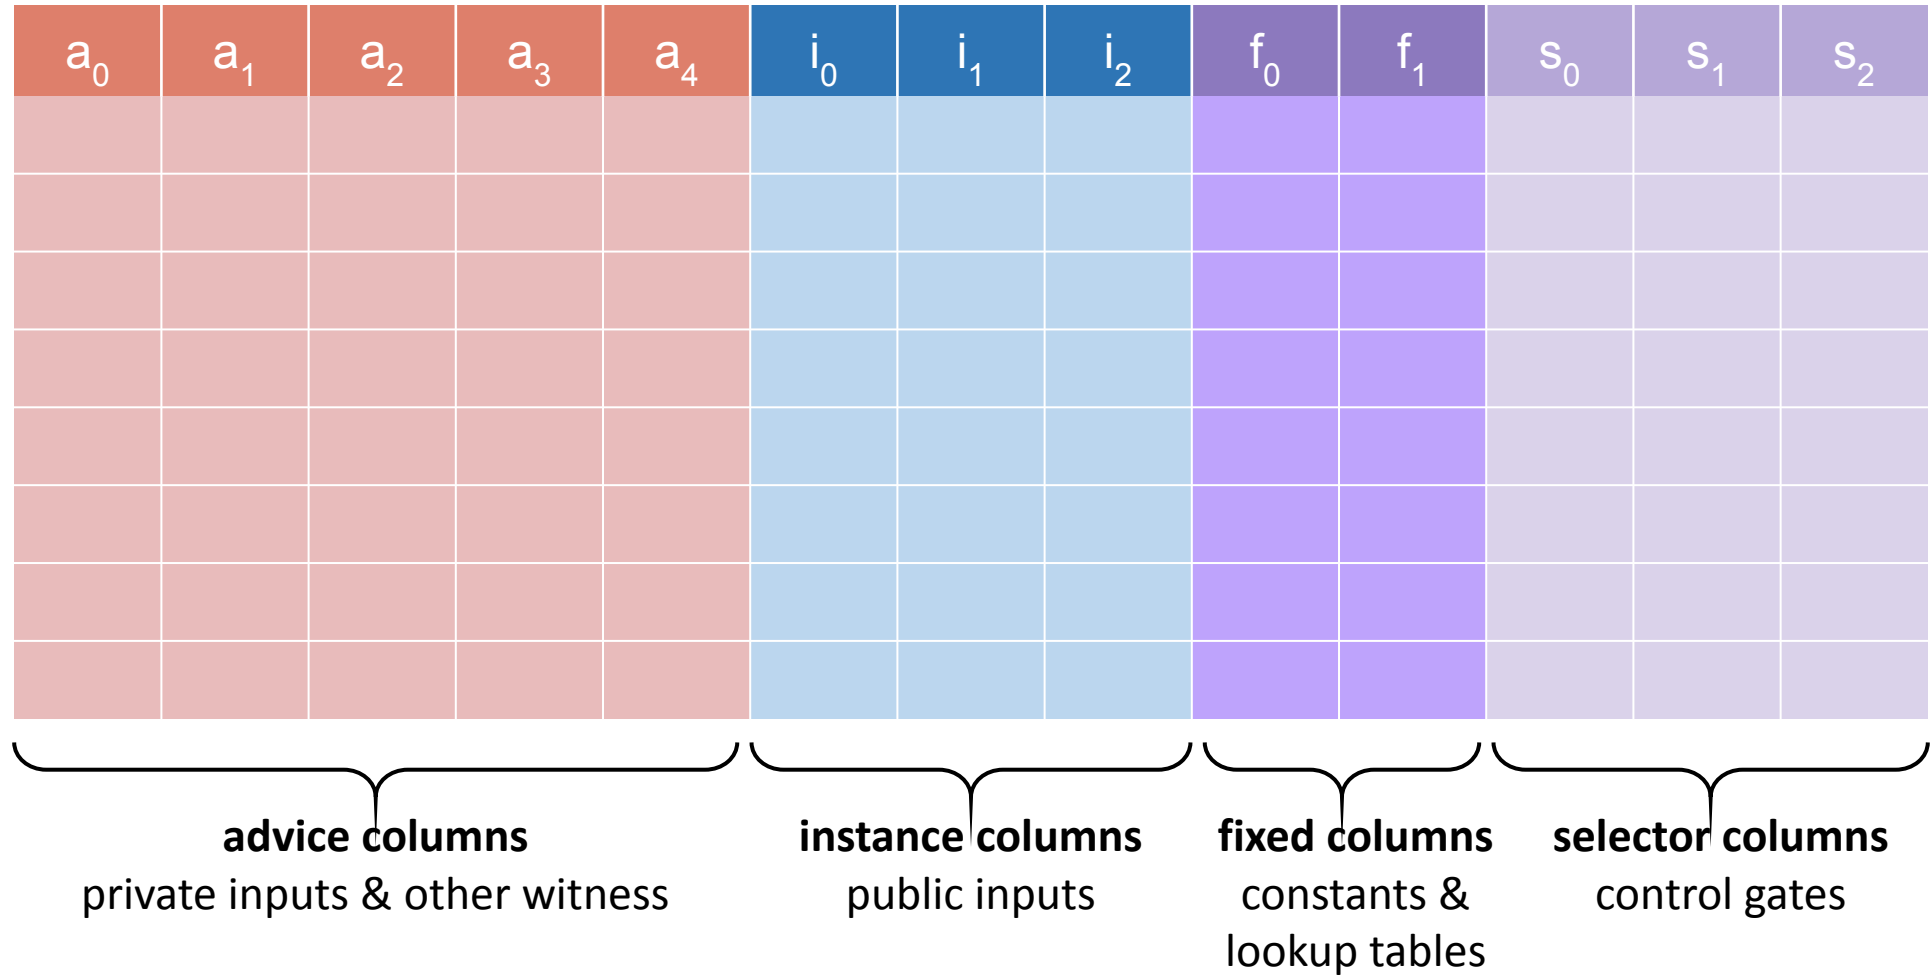 a₀ a₁ a₂ a₃ a₄ i₀ i₁ i₂ f₀ f₁ s₀ s₁ s₂
advice columns
private inputs & other witness
instance columns
public inputs
fixed columns
constants &
lookup tables
selector columns
control gates